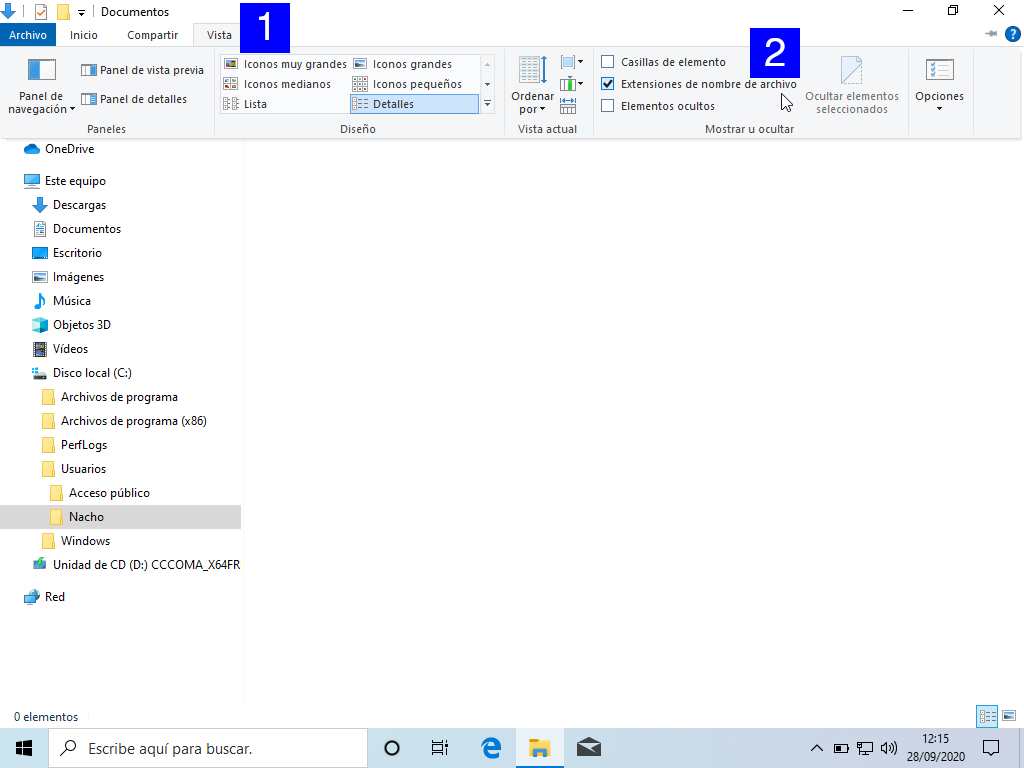 Documentos
1
Archivo Inicio Compartir Vista
2
Panel de navegación
Panel de vista previa
Panel de detalles
Paneles
Iconos muy grandes Iconos grandes
Iconos medianos Iconos pequeños
Lista Detalles
Diseño
Ordenar por
Vista actual
Casillas de elemento
Extensiones de nombre de archivo
Elementos ocultos
Ocultar elementos seleccionados
Mostrar u ocultar
Opciones
OneDrive
Este equipo
Descargas
Documentos
Escritorio
Imágenes
Música
Objetos 3D
Vídeos
Disco local (C:)
Archivos de programa
Archivos de programa (x86)
PerfLogs
Usuarios
Acceso público
Nacho
Windows
Unidad de CD (D:) CCCOMA_X64FR
Red
0 elementos
Escribe aquí para buscar.
12:15
28/09/2020